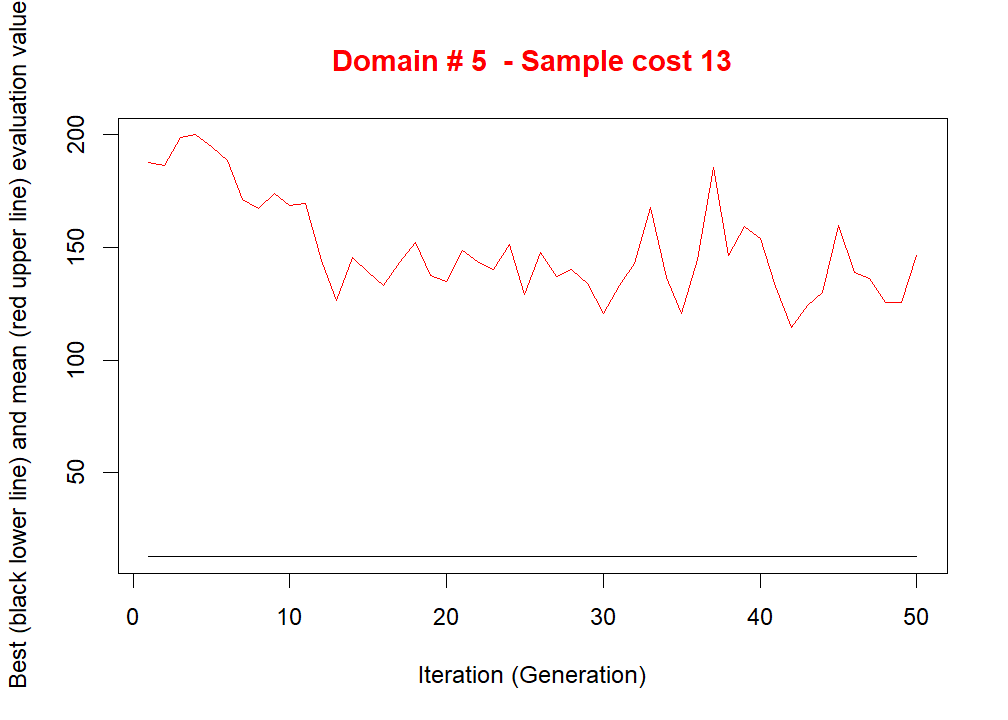 Domain # 5  - Sample cost 13
Best (black lower line) and mean (red upper line) evaluation value
200
150
100
50
0 10 20 30 40 50
Iteration (Generation)